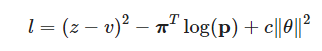 l = (z − v)² − π^T log(p) + c‖θ‖²